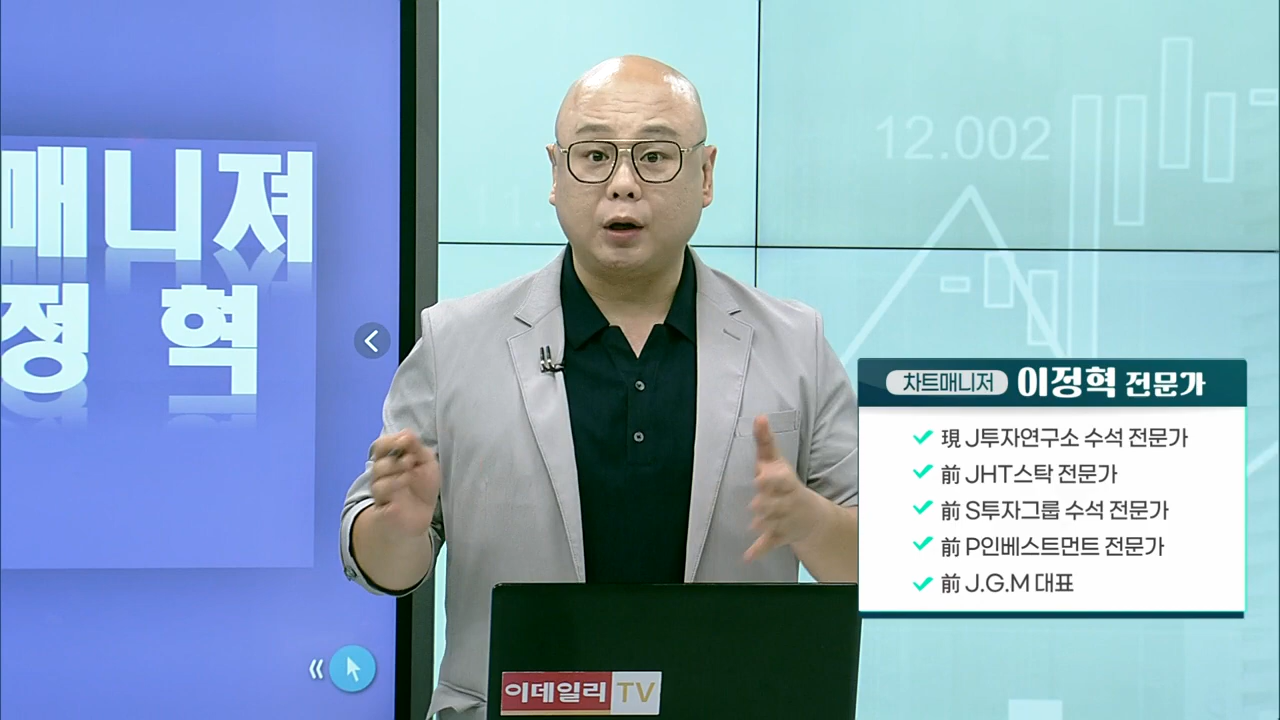 매니져
정 혁
12.002
차트매니저 이정혁 전문가
現 J투자연구소 수석 전문가
前 JHT스탁 전문가
前 S투자그룹 수석 전문가
前 P인베스트먼트 전문가
前 J.G.M 대표
이데일리TV